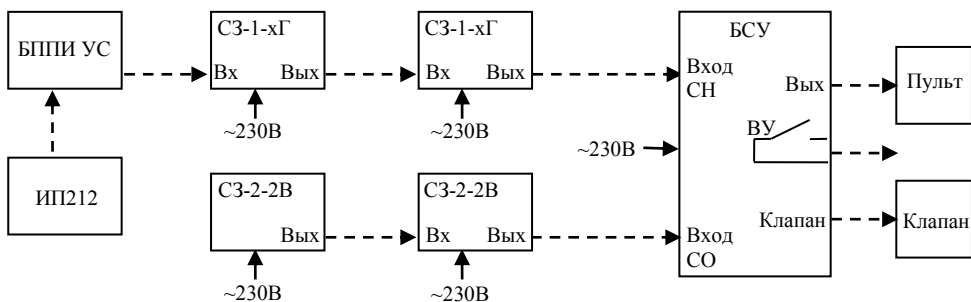 БППИ УС
ИП212
СЗ-1-хГ
Вх Вых
~230В
СЗ-1-хГ
Вх Вых
~230В
СЗ-2-2В
Вых
~230В
СЗ-2-2В
Вх Вых
~230В
БСУ
Вход
СН
Вых
ВУ
~230В
Клапан
Вход
СО
Пульт
Клапан